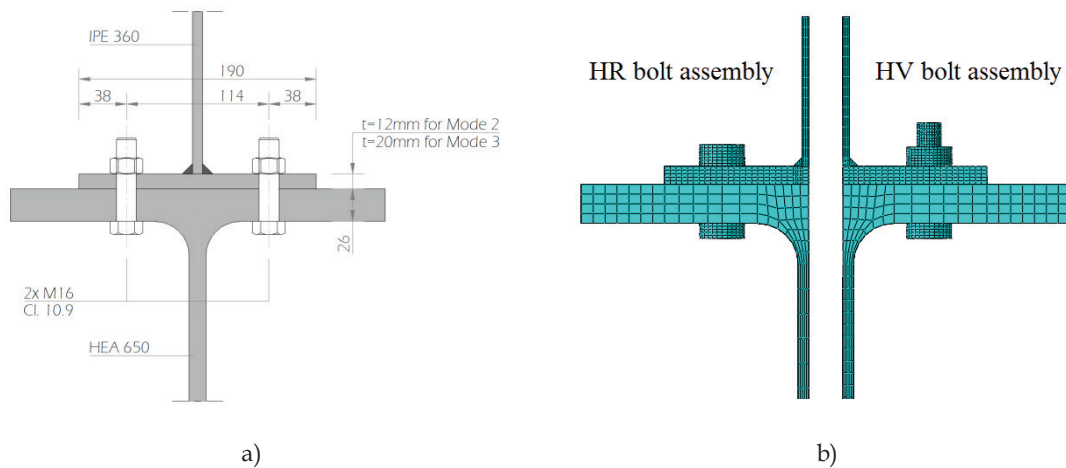 IPE 360
190
38
114
38
t=12mm for Mode 2
t=20mm for Mode 3
26
2x M16
Cl. 10.9
HEA 650
a)
HR bolt assembly
HV bolt assembly
b)